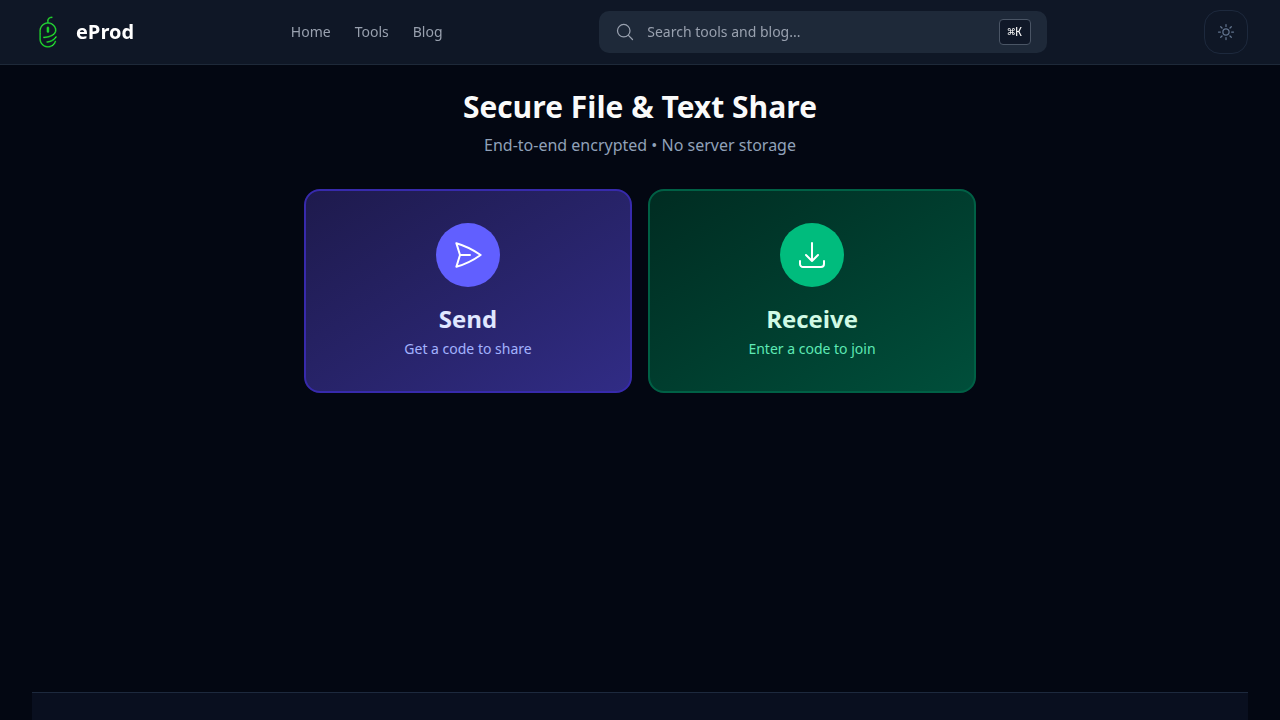 eProd
Home
Tools
Blog
Search tools and blog...
⌘K
Secure File & Text Share
End-to-end encrypted • No server storage
Send
Get a code to share
Receive
Enter a code to join